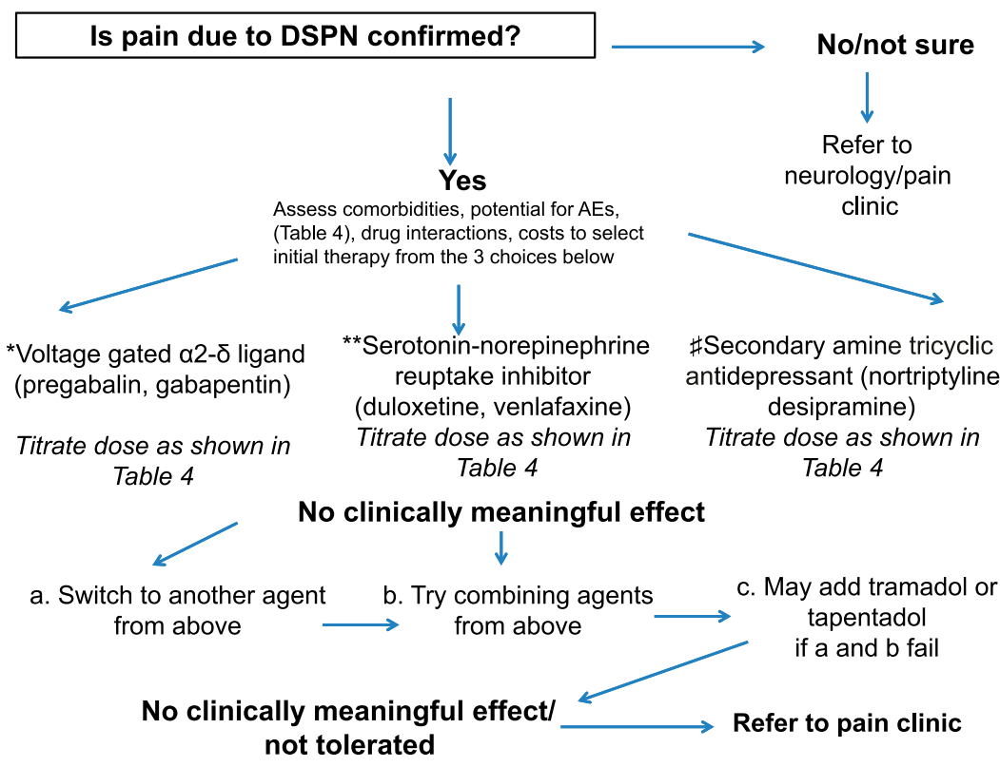 Is pain due to DSPN confirmed?
No/not sure
Refer to
neurology/pain
clinic
Yes
Assess comorbidities, potential for AEs,
(Table 4), drug interactions, costs to select
initial therapy from the 3 choices below
*Voltage gated α2-δ ligand
(pregabalin, gabapentin)
Titrate dose as shown in
Table 4
**Serotonin-norepinephrine
reuptake inhibitor
(duloxetine, venlafaxine)
Titrate dose as shown in
Table 4
♯Secondary amine tricyclic
antidepressant (nortriptyline
desipramine)
Titrate dose as shown in
Table 4
No clinically meaningful effect
a. Switch to another agent
from above
b. Try combining agents
from above
c. May add tramadol or
tapentadol
if a and b fail
No clinically meaningful effect/
not tolerated
Refer to pain clinic